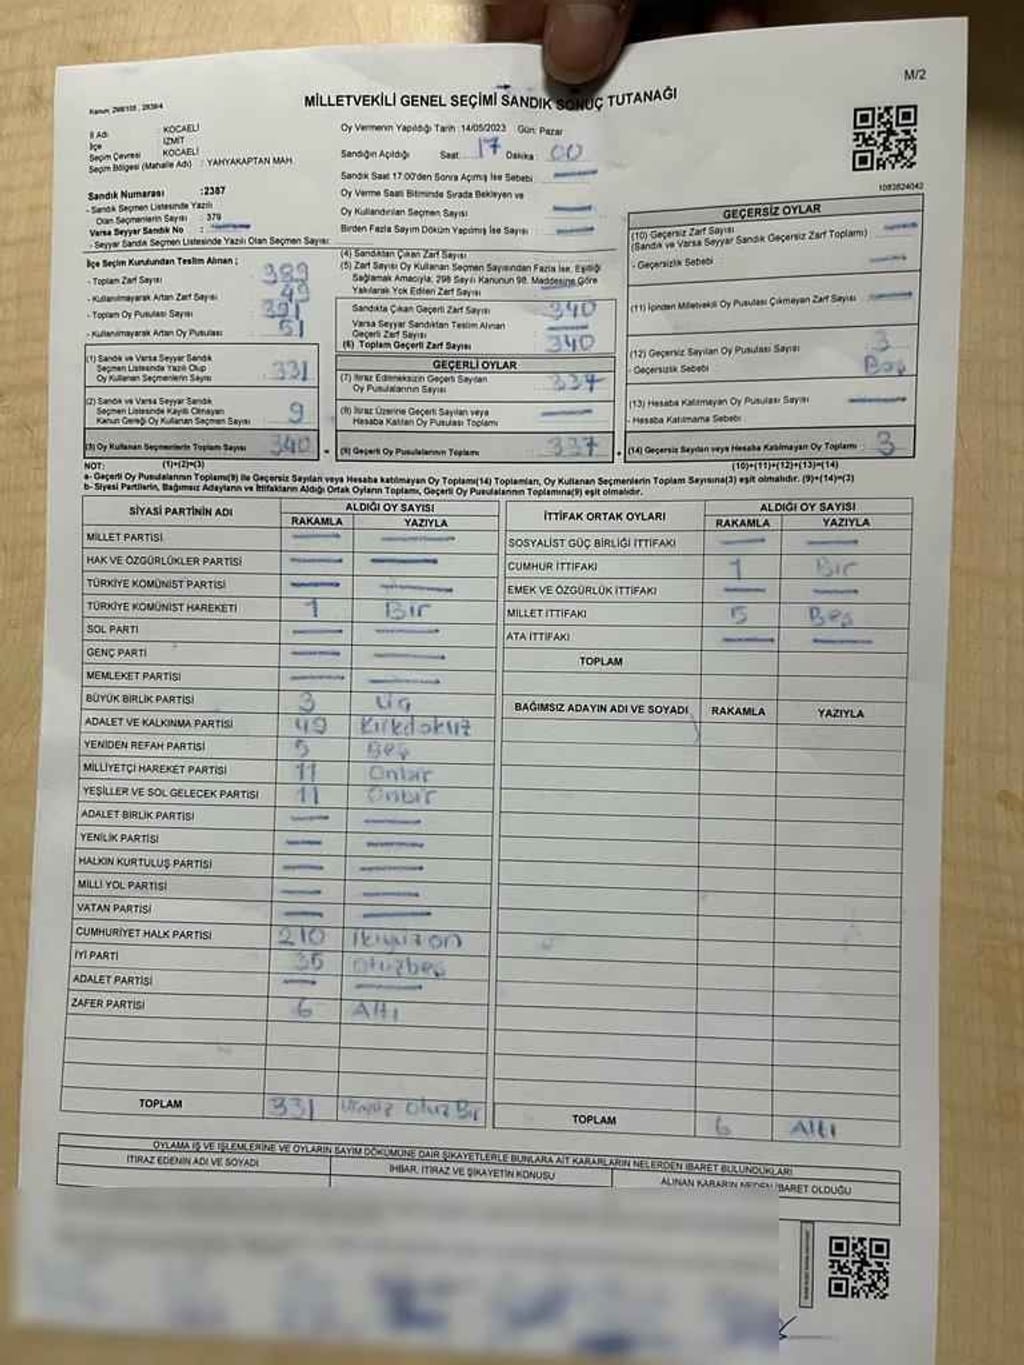 M/2
Kanun: 298/105, 2839/4
MİLLETVEKİLİ GENEL SEÇİMİ SANDIK SONUÇ TUTANAĞI
İl Adı : KOCAELİ
İlçe : İZMİT
Seçim Çevresi : KOCAELİ
Seçim Bölgesi (Mahalle Adı) : YAHYAKAPTAN MAH.
Sandık Numarası :2387
- Sandık Seçmen Listesinde Yazılı
Olan Seçmenlerin Sayısı : 379
Varsa Seyyar Sandık No :
- Seyyar Sandık Seçmen Listesinde Yazılı Olan Seçmen Sayısı:
Oy Vermenin Yapıldığı Tarih :14/05/2023 Gün: Pazar
Sandığın Açıldığı Saat: 17 Dakika: 00
Sandık Saat 17:00'den Sonra Açmış İse Sebebi
Oy Verme Saati Bitiminde Sırada Bekleyen ve
Oy Kullandırılan Seçmen Sayısı
Birden Fazla Sayım Döküm Yapılmış İse Sayısı
1083824042
İlçe Seçim Kurulundan Teslim Alınan ;
- Toplam Zarf Sayısı 389
- Kullanılmayarak Artan Zarf Sayısı 49
- Toplam Oy Pusulası Sayısı 391
- Kullanılmayarak Artan Oy Pusulası 51
(1) Sandık ve Varsa Seyyar Sandık
Seçmen Listesinde Yazılı Olup
Oy Kullanan Seçmenlerin Sayısı 331
(2) Sandık ve Varsa Seyyar Sandık
Seçmen Listesinde Kayıtlı Olmayan
Kanun Gereği Oy Kullanan Seçmen Sayısı 9
(3) Oy Kullanan Seçmenlerin Toplam Sayısı 340
(4) Sandıktan Çıkan Zarf Sayısı
(5) Zarf Sayısı Oy Kullanan Seçmen Sayısından Fazla İse, Eşitliği
Sağlamak Amacıyla; 298 Sayılı Kanunun 98. Maddesine Göre
Yakılarak Yok Edilen Zarf Sayısı
Sandıkta Çıkan Geçerli Zarf Sayısı 340
Varsa Seyyar Sandıktan Teslim Alınan
Geçerli Zarf Sayısı
(6) Toplam Geçerli Zarf Sayısı 340
GEÇERLİ OYLAR
(7) İtiraz Edilmeksizin Geçerli Sayılan
Oy Pusulalarının Sayısı 337
(8) İtiraz Üzerine Geçerli Sayılan veya
Hesaba Katılan Oy Pusulası Toplamı
(9) Geçerli Oy Pusulalarının Toplamı 337
GEÇERSİZ OYLAR
(10) Geçersiz Zarf Sayısı
(Sandık ve Varsa Seyyar Sandık Geçersiz Zarf Toplamı)
- Geçersizlik Sebebi
(11) İçinden Milletvekili Oy Pusulası Çıkmayan Zarf Sayısı
(12) Geçersiz Sayılan Oy Pusulası Sayısı 3
- Geçersizlik Sebebi Boş
(13) Hesaba Katılmayan Oy Pusulası Sayısı
- Hesaba Katılmama Sebebi
(14) Geçersiz Sayılan veya Hesaba Katılmayan Oy Toplamı 3
NOT: (1)+(2)=(3) (10)+(11)+(12)+(13)=(14)
a- Geçerli Oy Pusulalarının Toplamı(9) ile Geçersiz Sayılan veya Hesaba katılmayan Oy Toplamı(14) Toplamları, Oy Kullanan Seçmenlerin Toplam Sayısına(3) eşit olmalıdır. (9)+(14)=(3)
b- Siyasi Partilerin, Bağımsız Adayların ve İttifakların Aldığı Ortak Oyların Toplamı, Geçerli Oy Pusulalarının Toplamına(9) eşit olmalıdır.
SİYASİ PARTİNİN ADI ALDIĞI OY SAYISI
RAKAMLA YAZIYLA
MİLLET PARTİSİ
HAK VE ÖZGÜRLÜKLER PARTİSİ
TÜRKİYE KOMÜNİST PARTİSİ
TÜRKİYE KOMÜNİST HAREKETİ 1 Bir
SOL PARTİ
GENÇ PARTİ
MEMLEKET PARTİSİ
BÜYÜK BİRLİK PARTİSİ 3 Üç
ADALET VE KALKINMA PARTİSİ 49 Kırkdokuz
YENİDEN REFAH PARTİSİ 5 Beş
MİLLİYETÇİ HAREKET PARTİSİ 11 Onbir
YEŞİLLER VE SOL GELECEK PARTİSİ 11 Onbir
ADALET BİRLİK PARTİSİ
YENİLİK PARTİSİ
HALKIN KURTULUŞ PARTİSİ
MİLLİ YOL PARTİSİ
VATAN PARTİSİ
CUMHURİYET HALK PARTİSİ 210 İkiyüz on
İYİ PARTİ 35 Otuzbeş
ADALET PARTİSİ
ZAFER PARTİSİ 6 Altı
TOPLAM 331 Üçyüz Otuz Bir
İTTİFAK ORTAK OYLARI ALDIĞI OY SAYISI
RAKAMLA YAZIYLA
SOSYALİST GÜÇ BİRLİĞİ İTTİFAKI
CUMHUR İTTİFAKI 1 Bir
EMEK VE ÖZGÜRLÜK İTTİFAKI
MİLLET İTTİFAKI 5 Beş
ATA İTTİFAKI
TOPLAM
BAĞIMSIZ ADAYIN ADI VE SOYADI RAKAMLA YAZIYLA
TOPLAM 6 Altı
OYLAMA İŞ VE İŞLEMLERİNE VE OYLARIN SAYIM DÖKÜMÜNE DAİR ŞİKAYETLERLE BUNLARA AİT KARARLARIN NELERDEN İBARET BULUNDUKLARI
İTİRAZ EDENİN ADI VE SOYADI İHBAR, İTİRAZ VE ŞİKAYETİN KONUSU ALINAN KARARIN NEDEN İBARET OLDUĞU